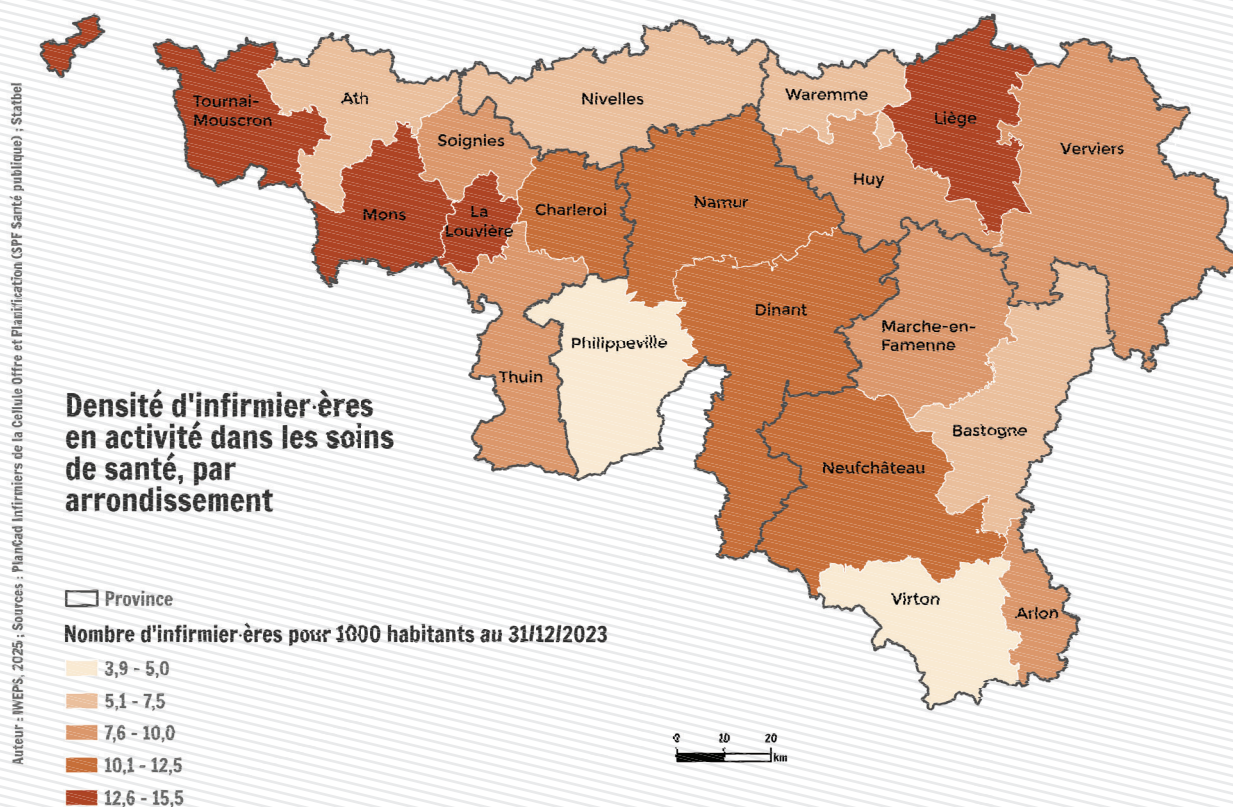 Tournai-
Mouscron
Ath
Nivelles
Waremme
Liège
Verviers
Soignies
Huy
Mons
La
Louvière
Charleroi
Namur
Dinant
Marche-en-
Famenne
Philippeville
Thuin
Bastogne
Neufchâteau
Virton
Arlon
Densité d'infirmier·ères
en activité dans les soins
de santé, par
arrondissement
Province
Nombre d'infirmier·ères pour 1000 habitants au 31/12/2023
3,9 - 5,0
5,1 - 7,5
7,6 - 10,0
10,1 - 12,5
12,6 - 15,5
0 10 20
km
Auteur : IWEPS, 2025 ; Sources : PlanCad Infirmiers de la Cellule Offre et Planification (SPF Santé publique) ; Statbel